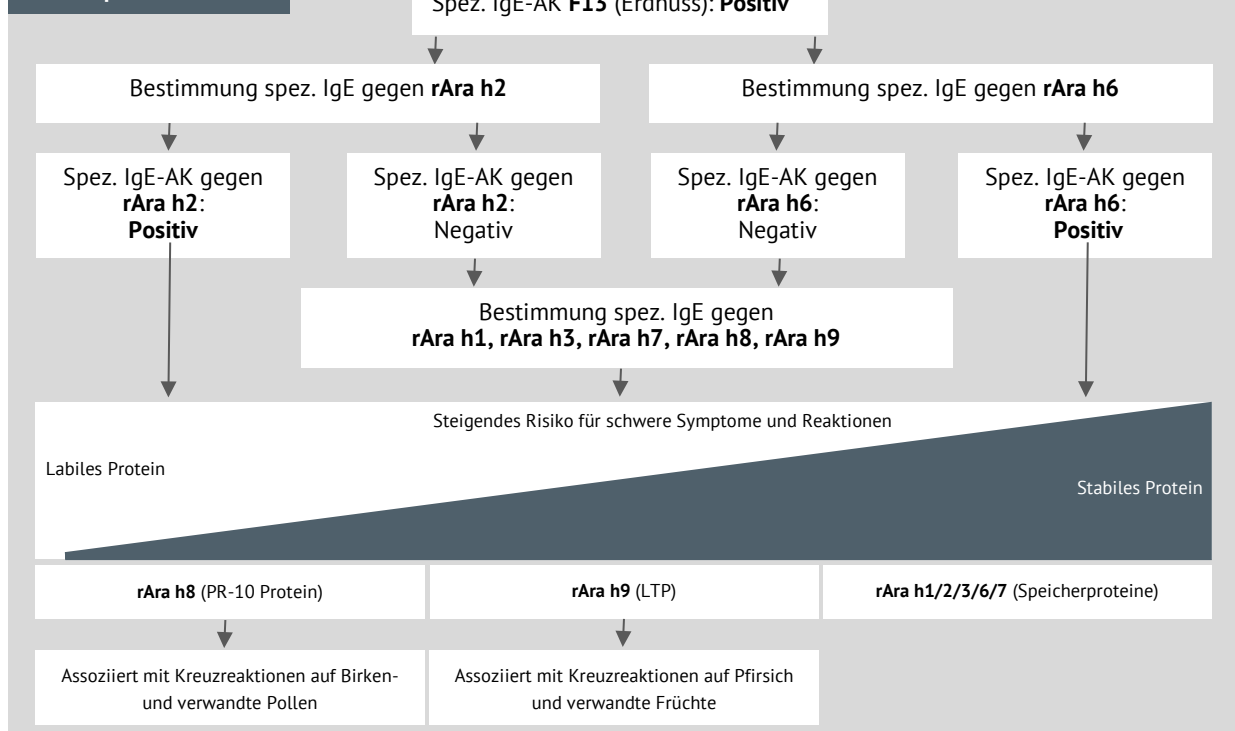 Spez. IgE-AK F13 (Erdnuss): Positiv
Bestimmung spez. IgE gegen rAra h2
Bestimmung spez. IgE gegen rAra h6
Spez. IgE-AK gegen
rAra h2:
Positiv
Spez. IgE-AK gegen
rAra h2:
Negativ
Spez. IgE-AK gegen
rAra h6:
Negativ
Spez. IgE-AK gegen
rAra h6:
Positiv
Bestimmung spez. IgE gegen
rAra h1, rAra h3, rAra h7, rAra h8, rAra h9
Steigendes Risiko für schwere Symptome und Reaktionen
Labiles Protein
Stabiles Protein
rAra h8 (PR-10 Protein)
rAra h9 (LTP)
rAra h1/2/3/6/7 (Speicherproteine)
Assoziiert mit Kreuzreaktionen auf Birken-
und verwandte Pollen
Assoziiert mit Kreuzreaktionen auf Pfirsich
und verwandte Früchte